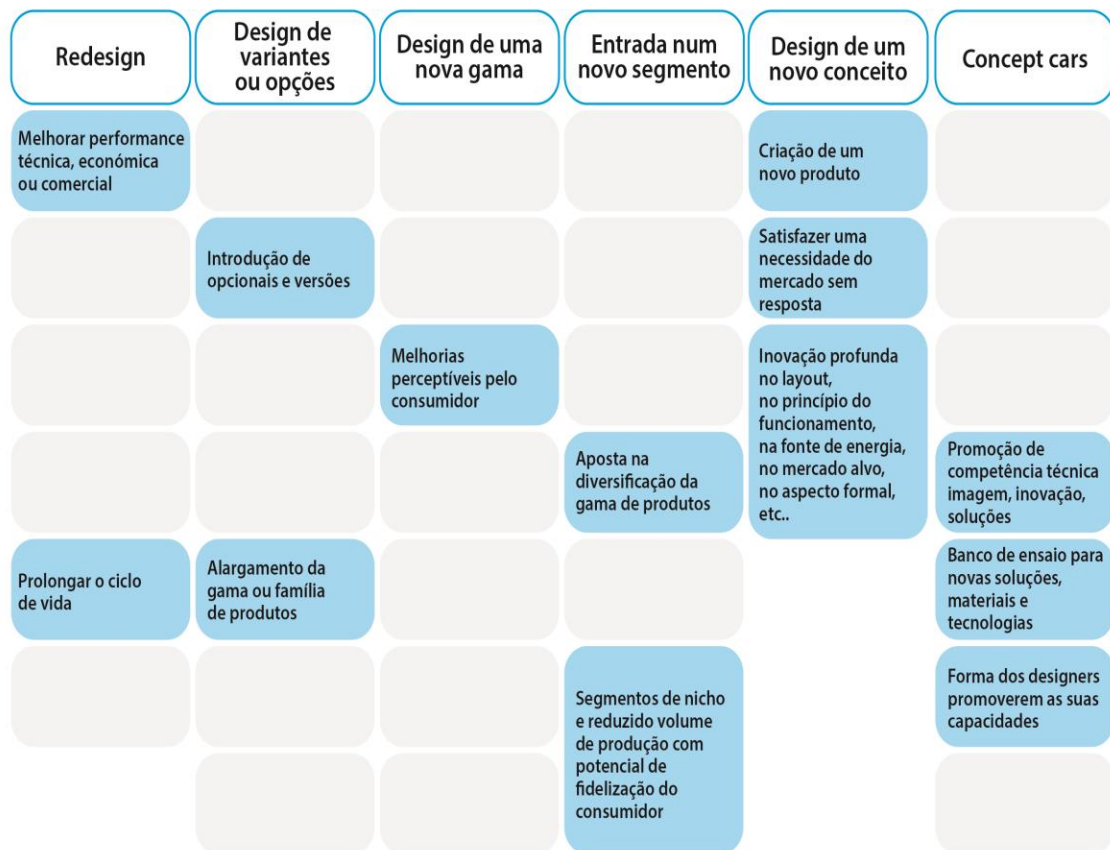 Redesign
Design de
variantes
ou opções
Design de uma
nova gama
Entrada num
novo segmento
Design de um
novo conceito
Concept cars
Melhorar performance
técnica, económica
ou comercial
Criação de um
novo produto
Introdução de
opcionais e versões
Satisfazer uma
necessidade do
mercado sem
resposta
Melhorias
perceptíveis pelo
consumidor
Inovação profunda
no layout,
no princípio do
funcionamento,
na fonte de energia,
no mercado alvo,
no aspecto formal,
etc..
Aposta na
diversificação da
gama de produtos
Promoção de
competência técnica
imagem, inovação,
soluções
Prolongar o ciclo
de vida
Alargamento da
gama ou família
de produtos
Banco de ensaio para
novas soluções,
materiais e
tecnologias
Segmentos de nicho
e reduzido volume
de produção com
potencial de
fidelização do
consumidor
Forma dos designers
promoverem as suas
capacidades